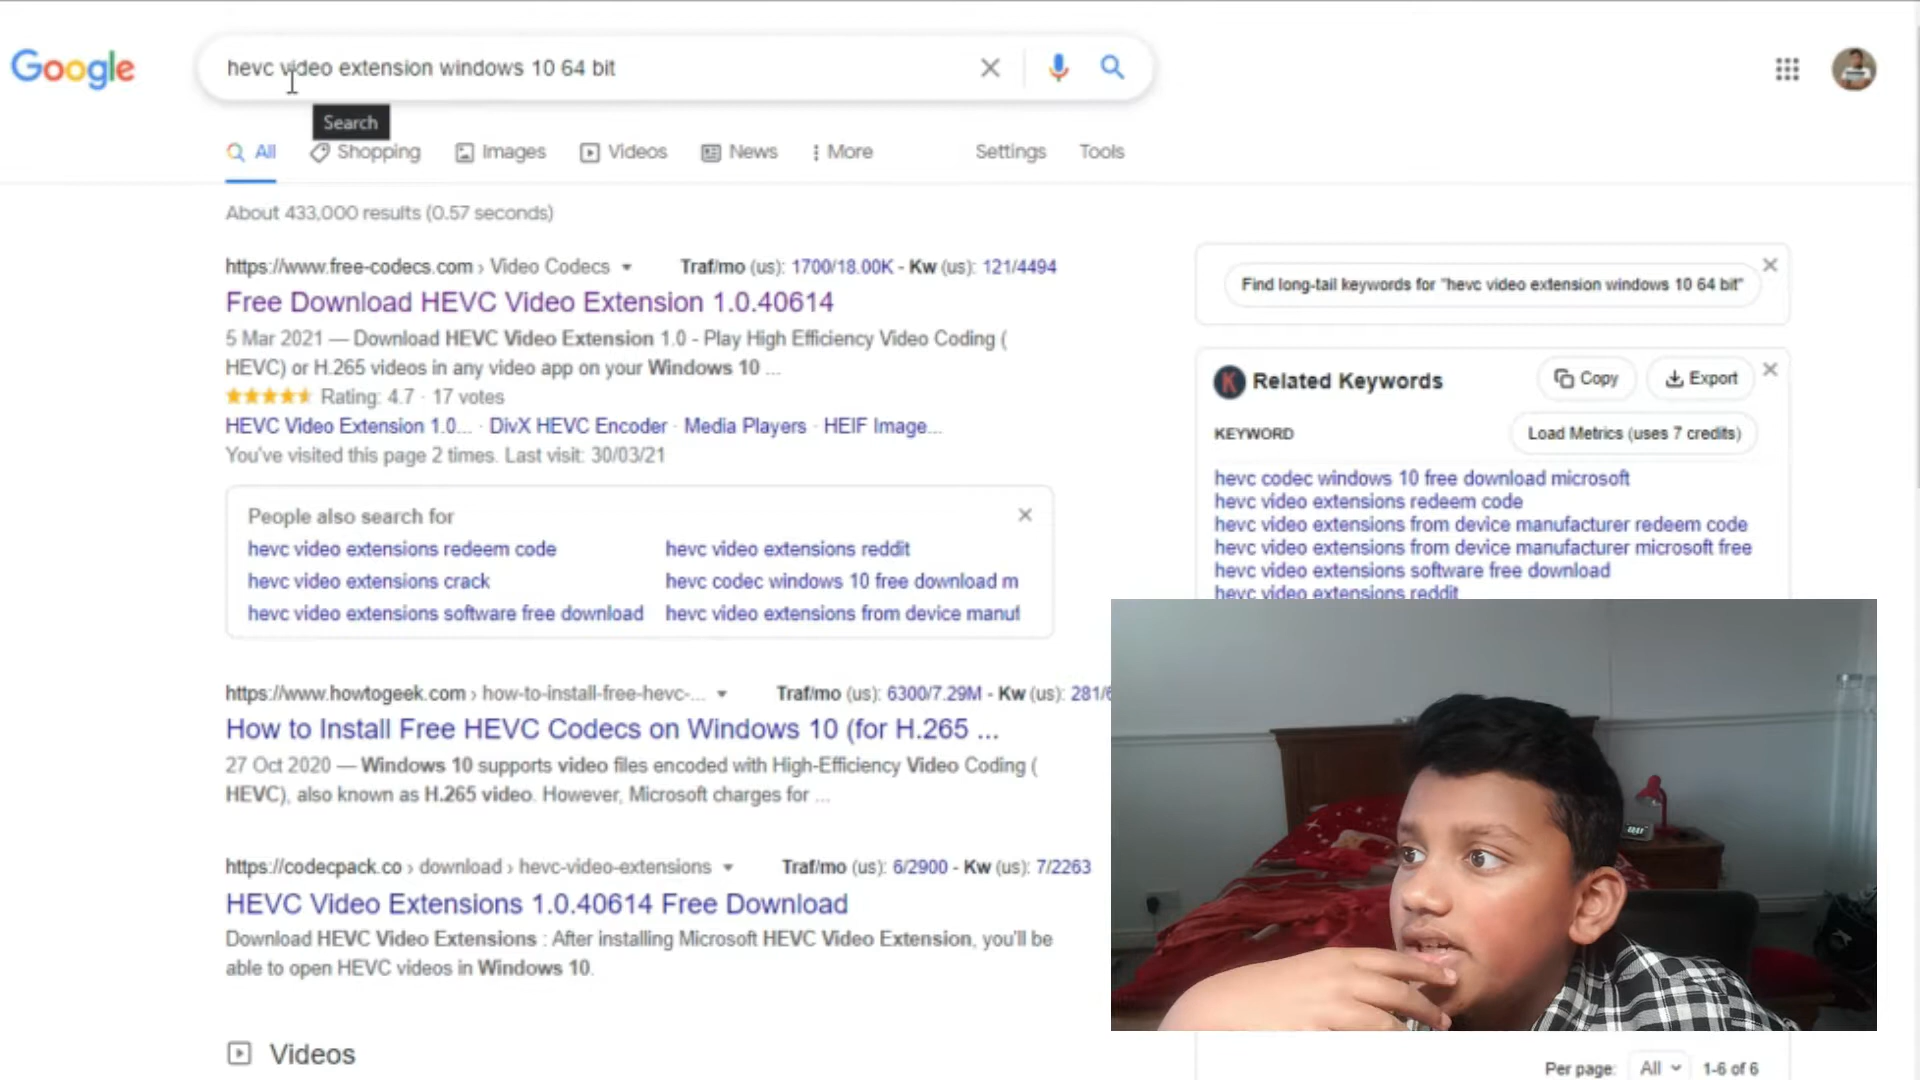 Google
hevc video extension windows 10 64 bit
Search
All
Shopping
Images
Videos
News
More
Settings
Tools
About 433,000 results (0.57 seconds)
https://www.free-codecs.com › Video Codecs
Traf/mo (us): 1700/18.00K - Kw (us): 121/4494
Free Download HEVC Video Extension 1.0.40614
5 Mar 2021 — Download HEVC Video Extension 1.0 - Play High Efficiency Video Coding (
HEVC) or H.265 videos in any video app on your Windows 10 ...
Rating: 4.7 · 17 votes
HEVC Video Extension 1.0... · DivX HEVC Encoder · Media Players · HEIF Image...
You've visited this page 2 times. Last visit: 30/03/21
People also search for
hevc video extensions redeem code
hevc video extensions reddit
hevc video extensions crack
hevc codec windows 10 free download m
hevc video extensions software free download
hevc video extensions from device manuf
https://www.howtogeek.com › how-to-install-free-hevc-...
Traf/mo (us): 6300/7.29M - Kw (us): 281/6
How to Install Free HEVC Codecs on Windows 10 (for H.265 ...
27 Oct 2020 — Windows 10 supports video files encoded with High-Efficiency Video Coding (
HEVC), also known as H.265 video. However, Microsoft charges for ...
https://codecpack.co › download › hevc-video-extensions
Traf/mo (us): 6/2900 - Kw (us): 7/2263
HEVC Video Extensions 1.0.40614 Free Download
Download HEVC Video Extensions : After installing Microsoft HEVC Video Extension, you'll be
able to open HEVC videos in Windows 10.
Videos
Find long-tail keywords for "hevc video extension windows 10 64 bit"
K Related Keywords
Copy
Export
KEYWORD
Load Metrics (uses 7 credits)
hevc codec windows 10 free download microsoft
hevc video extensions redeem code
hevc video extensions from device manufacturer redeem code
hevc video extensions from device manufacturer microsoft free
hevc video extensions software free download
hevc video extensions reddit
Per page: All 1-6 of 6